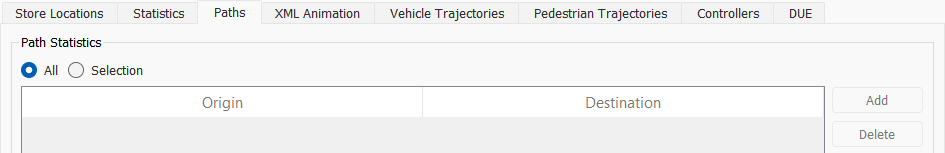 Store Locations Statistics Paths XML Animation Vehicle Trajectories Pedestrian Trajectories Controllers DUE
Path Statistics
All Selection
Origin Destination Add
Delete